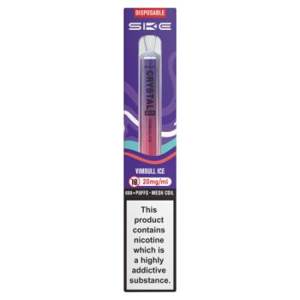 DISPOSABLE
SKE
CRYSTAL
VIMBULL ICE
18 20mg/ml
600+PUFFS • MESH COIL
This product
contains
nicotine which
is a highly
addictive
substance.